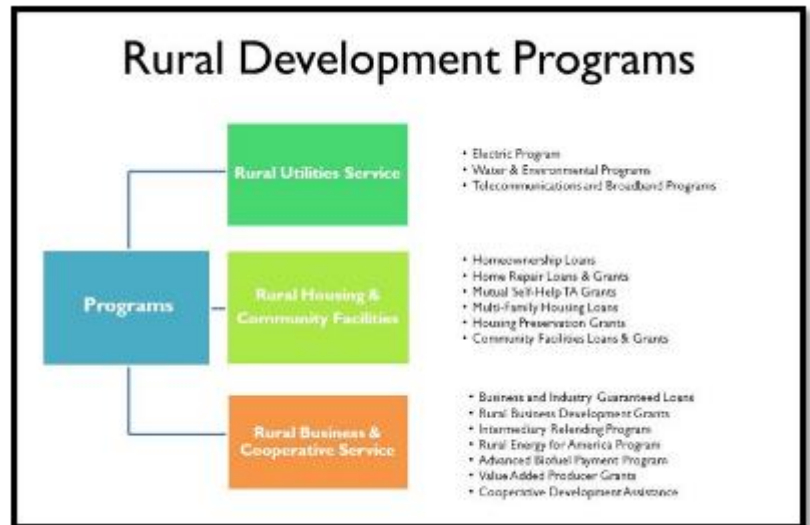 Rural Development Programs
Programs
Rural Utilities Service
• Electric Program
• Water & Environmental Programs
• Telecommunications and Broadband Programs
Rural Housing &
Community Facilities
• Homeownership Loans
• Home Repair Loans & Grants
• Mutual Self-Help TA Grants
• Multi-Family Housing Loans
• Housing Preservation Grants
• Community Facilities Loans & Grants
Rural Business &
Cooperative Service
• Business and Industry Guaranteed Loans
• Rural Business Development Grants
• Intermediary Relending Program
• Rural Energy for America Program
• Advanced Biofuel Payment Program
• Value Added Producer Grants
• Cooperative Development Assistance